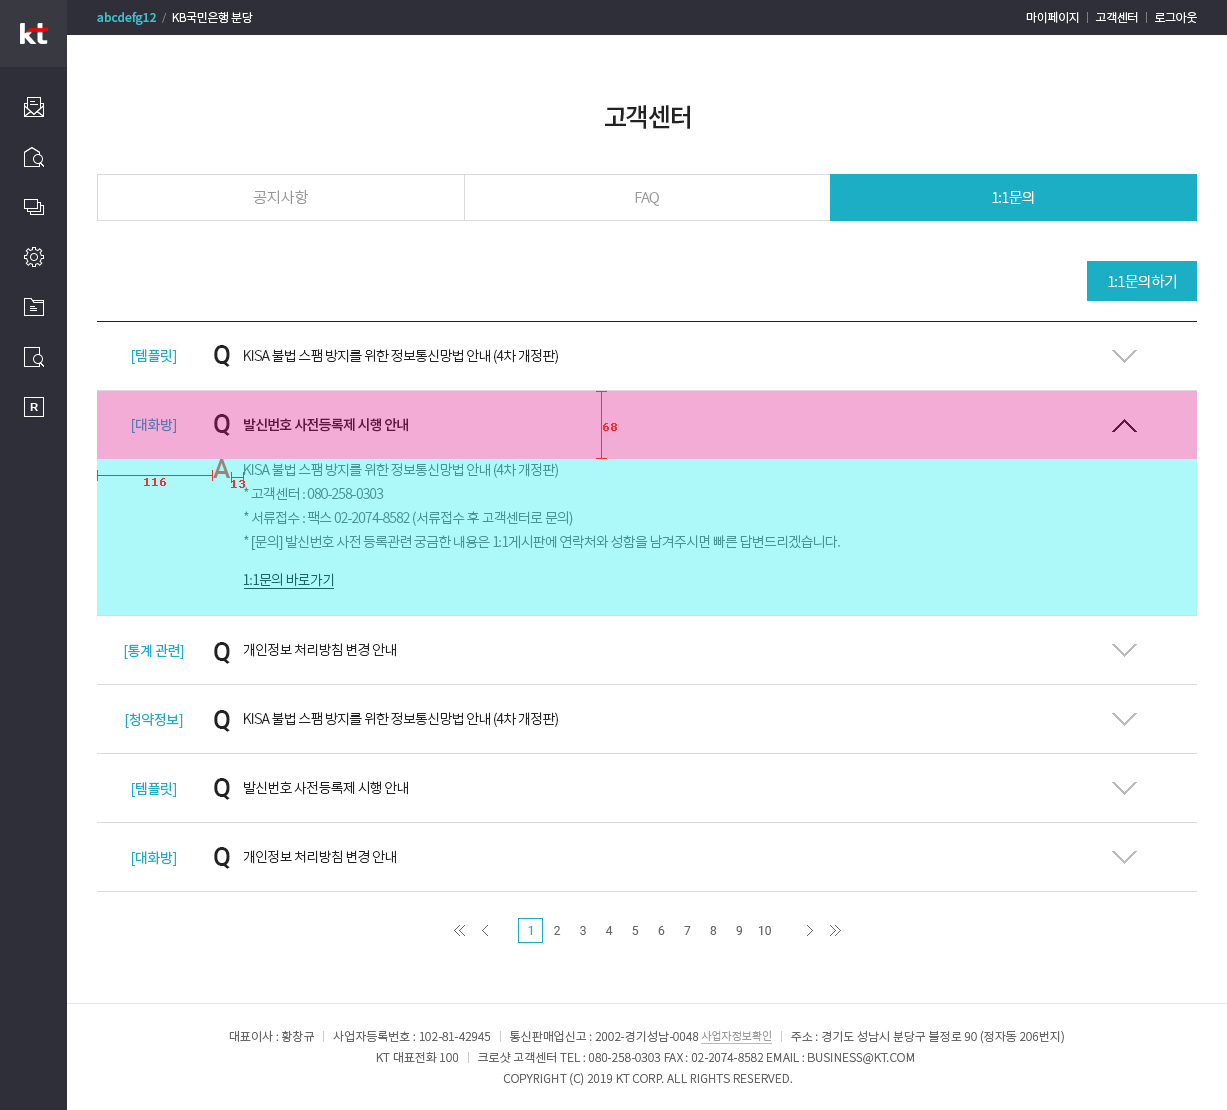 kt
abcdefg12 / KB국민은행 분당
마이페이지 | 고객센터 | 로그아웃
고객센터
공지사항
FAQ
1:1문의
1:1문의하기
[템플릿] Q KISA 불법 스팸 방지를 위한 정보통신망법 안내 (4차 개정판)
[대화방] Q 발신번호 사전등록제 시행 안내
68
A KISA 불법 스팸 방지를 위한 정보통신망법 안내 (4차 개정판)
116
13
* 고객센터 : 080-258-0303
* 서류접수 : 팩스 02-2074-8582 (서류접수 후 고객센터로 문의)
* [문의] 발신번호 사전 등록관련 궁금한 내용은 1:1게시판에 연락처와 성함을 남겨주시면 빠른 답변드리겠습니다.
1:1문의 바로가기
R
[통계 관련] Q 개인정보 처리방침 변경 안내
[청약정보] Q KISA 불법 스팸 방지를 위한 정보통신망법 안내 (4차 개정판)
[템플릿] Q 발신번호 사전등록제 시행 안내
[대화방] Q 개인정보 처리방침 변경 안내
1 2 3 4 5 6 7 8 9 10
대표이사 : 황창규 | 사업자등록번호 : 102-81-42945 | 통신판매업신고 : 2002-경기성남-0048 사업자정보확인 | 주소 : 경기도 성남시 분당구 불정로 90 (정자동 206번지)
KT 대표전화 100 | 크로샷 고객센터 TEL : 080-258-0303 FAX : 02-2074-8582 EMAIL : BUSINESS@KT.COM
COPYRIGHT (C) 2019 KT CORP. ALL RIGHTS RESERVED.